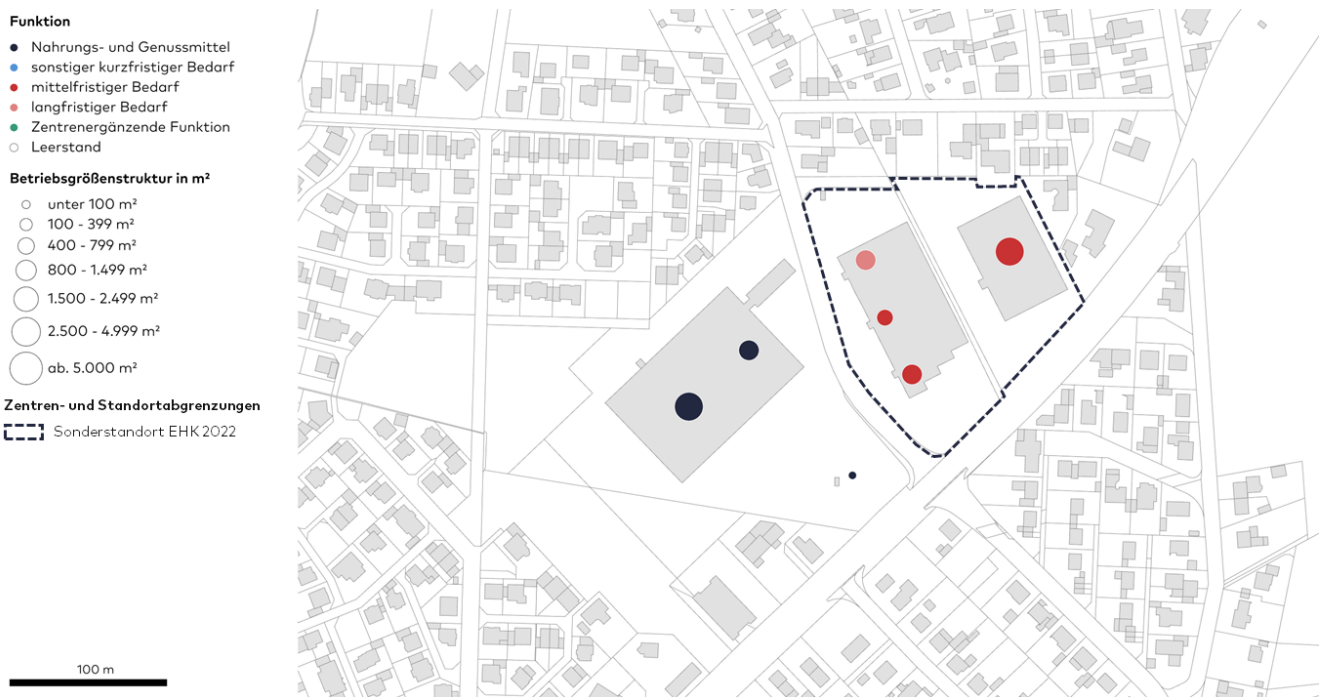 Funktion
Nahrungs- und Genussmittel
sonstiger kurzfristiger Bedarf
mittelfristiger Bedarf
langfristiger Bedarf
Zentrenergänzende Funktion
Leerstand
Betriebsgrößenstruktur in m²
unter 100 m²
100 - 399 m²
400 - 799 m²
800 - 1.499 m²
1.500 - 2.499 m²
2.500 - 4.999 m²
ab. 5.000 m²
Zentren- und Standortabgrenzungen
Sonderstandort EHK 2022
100 m